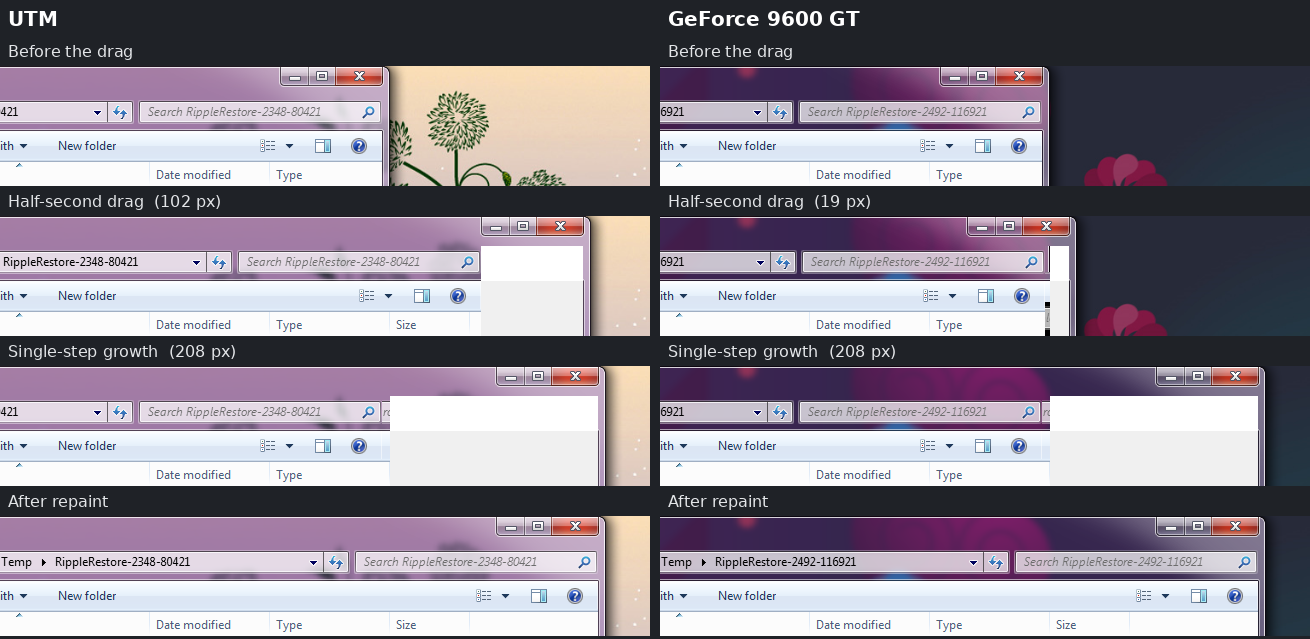 UTM
Before the drag
421
Search RippleRestore-2348-80421
ith
New folder
Date modified
Type
Half-second drag (102 px)
RippleRestore-2348-80421
Search RippleRestore-2348-80421
ith
New folder
Date modified
Type
Size
Single-step growth (208 px)
421
Search RippleRestore-2348-80421
ith
New folder
Date modified
Type
After repaint
Temp
RippleRestore-2348-80421
Search RippleRestore-2348-80421
ith
New folder
Date modified
Type
Size
GeForce 9600 GT
Before the drag
6921
Search RippleRestore-2492-116921
ith
New folder
Date modified
Type
Half-second drag (19 px)
6921
Search RippleRestore-2492-116921
ith
New folder
Date modified
Type
Single-step growth (208 px)
6921
Search RippleRestore-2492-116921
ith
New folder
Date modified
Type
After repaint
Temp
RippleRestore-2492-116921
Search RippleRestore-2492-116921
ith
New folder
Date modified
Type
Size